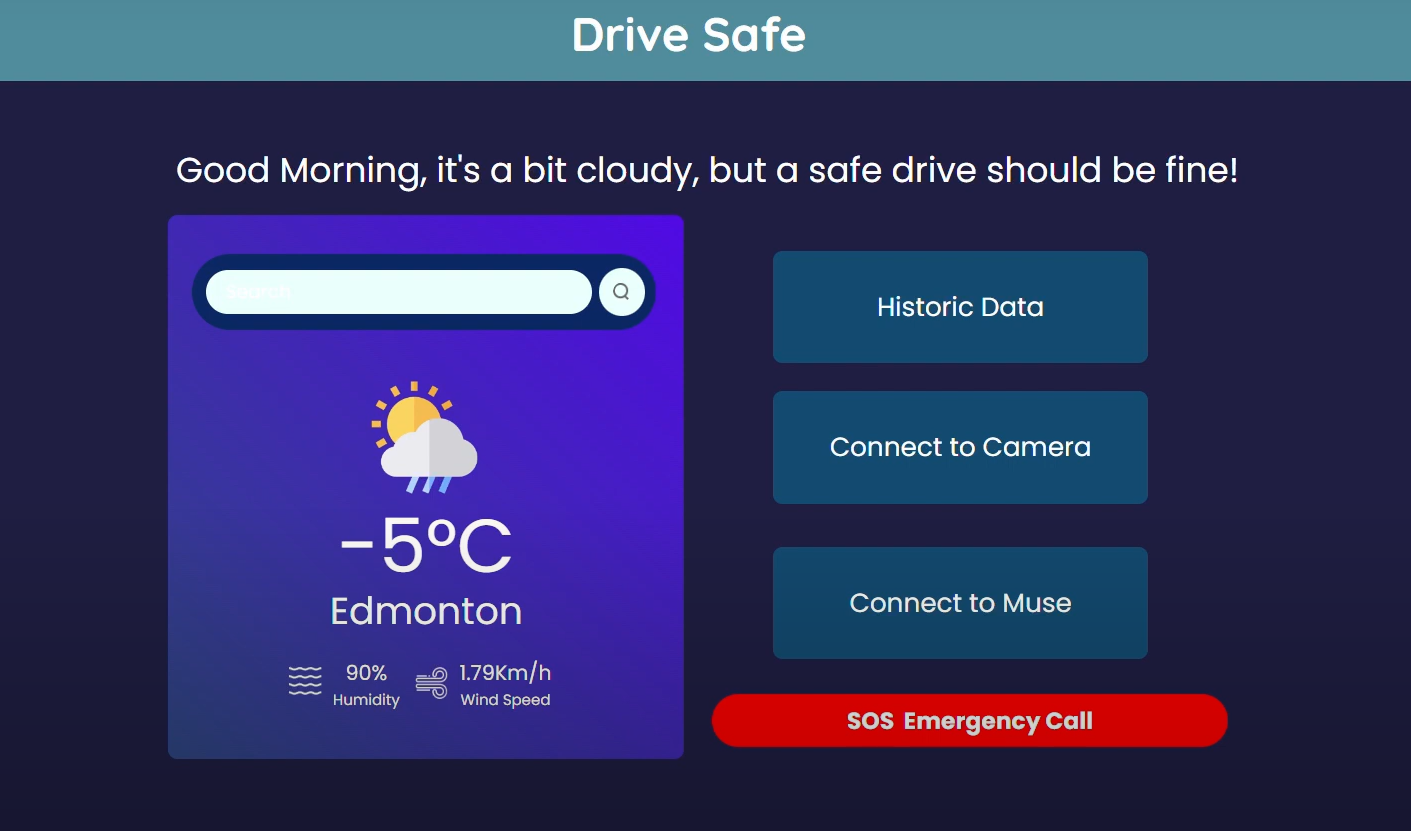 Drive Safe
Good Morning, it's a bit cloudy, but a safe drive should be fine!
Search
-5°C
Edmonton
90%
Humidity
1.79Km/h
Wind Speed
Historic Data
Connect to Camera
Connect to Muse
SOS Emergency Call